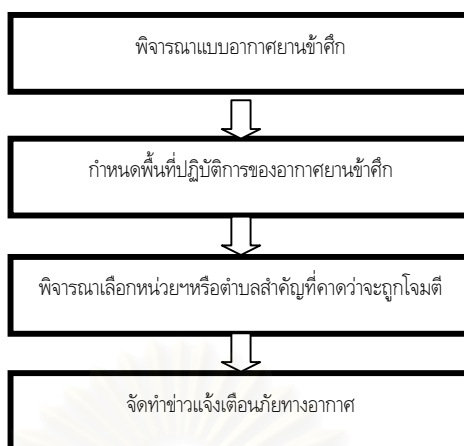 พิจารณาแบบอากาศยานข้าศึก
กำหนดพื้นที่ปฏิบัติการของอากาศยานข้าศึก
พิจารณาเลือกหน่วยฯหรือตำบลสำคัญที่คาดว่าจะถูกโจมตี
จัดทำข่าวแจ้งเตือนภัยทางอากาศ